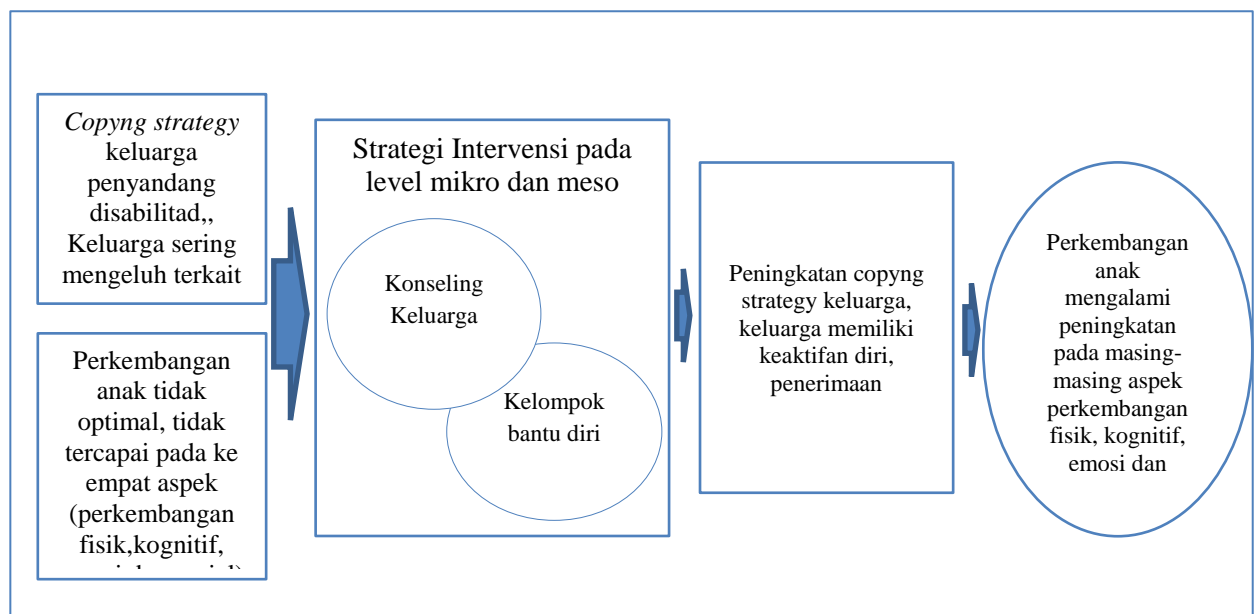 Copyng strategy
keluarga
penyandang
disabilitad,,
Keluarga sering
mengeluh terkait
Perkembangan
anak tidak
optimal, tidak
tercapai pada ke
empat aspek
(perkembangan
fisik,kognitif,
Strategi Intervensi pada
level mikro dan meso
Konseling
Keluarga
Kelompok
bantu diri
Peningkatan copyng
strategy keluarga,
keluarga memiliki
keaktifan diri,
penerimaan
Perkembangan
anak
mengalami
peningkatan
pada masing-
masing aspek
perkembangan
fisik, kognitif,
emosi dan